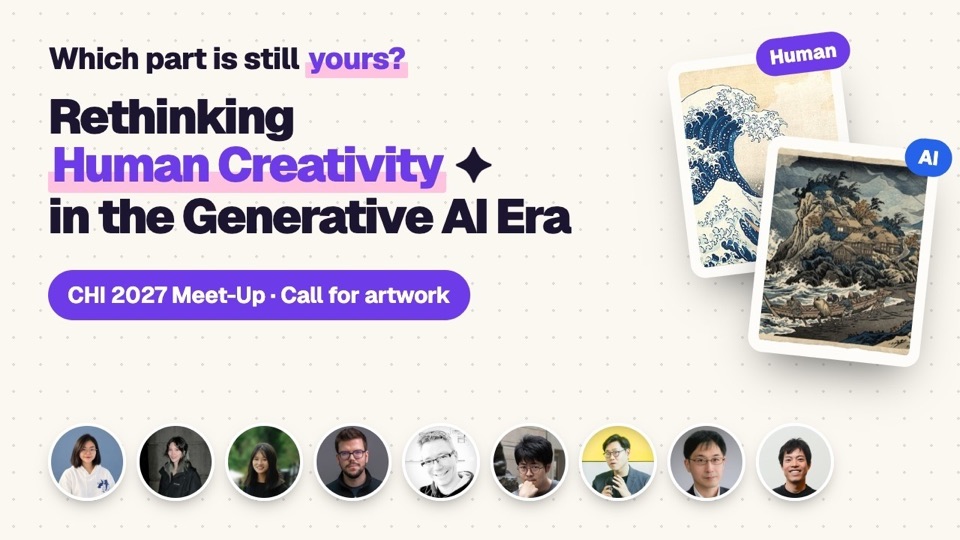 Which part is still yours?
Rethinking
Human Creativity
in the Generative AI Era
CHI 2027 Meet-Up · Call for artwork
Human
AI